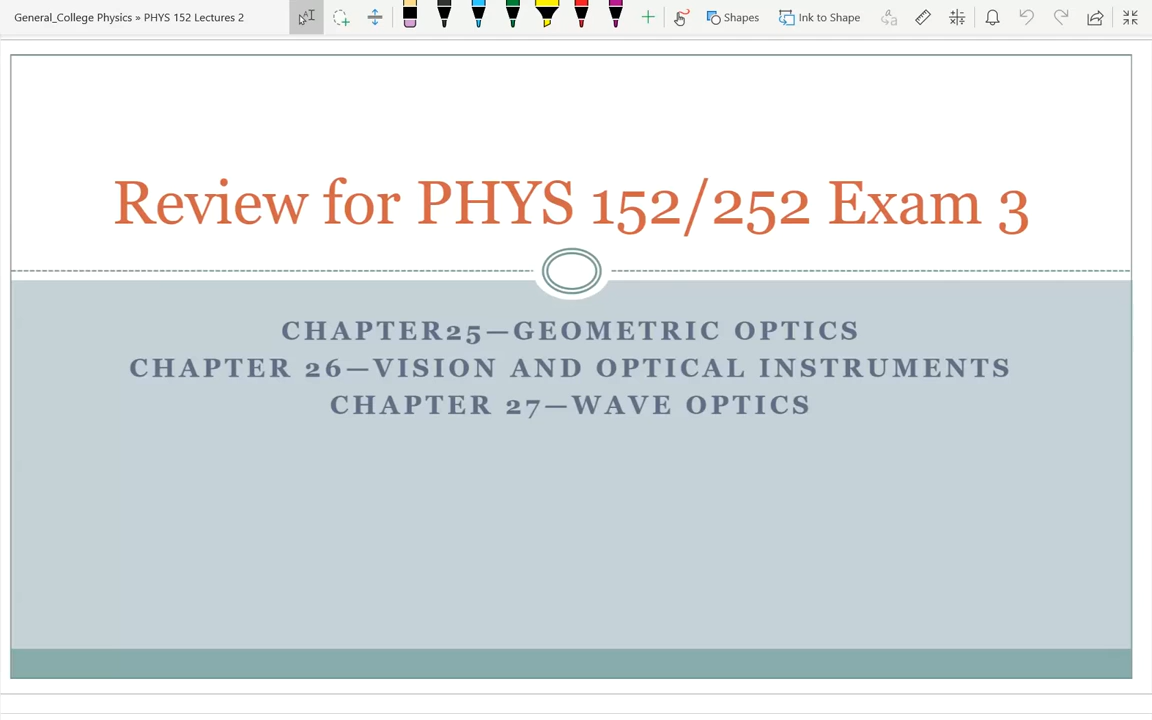 General_College Physics » PHYS 152 Lectures 2
Shapes
Ink to Shape
Review for PHYS 152/252 Exam 3
CHAPTER25—GEOMETRIC OPTICS
CHAPTER 26—VISION AND OPTICAL INSTRUMENTS
CHAPTER 27—WAVE OPTICS